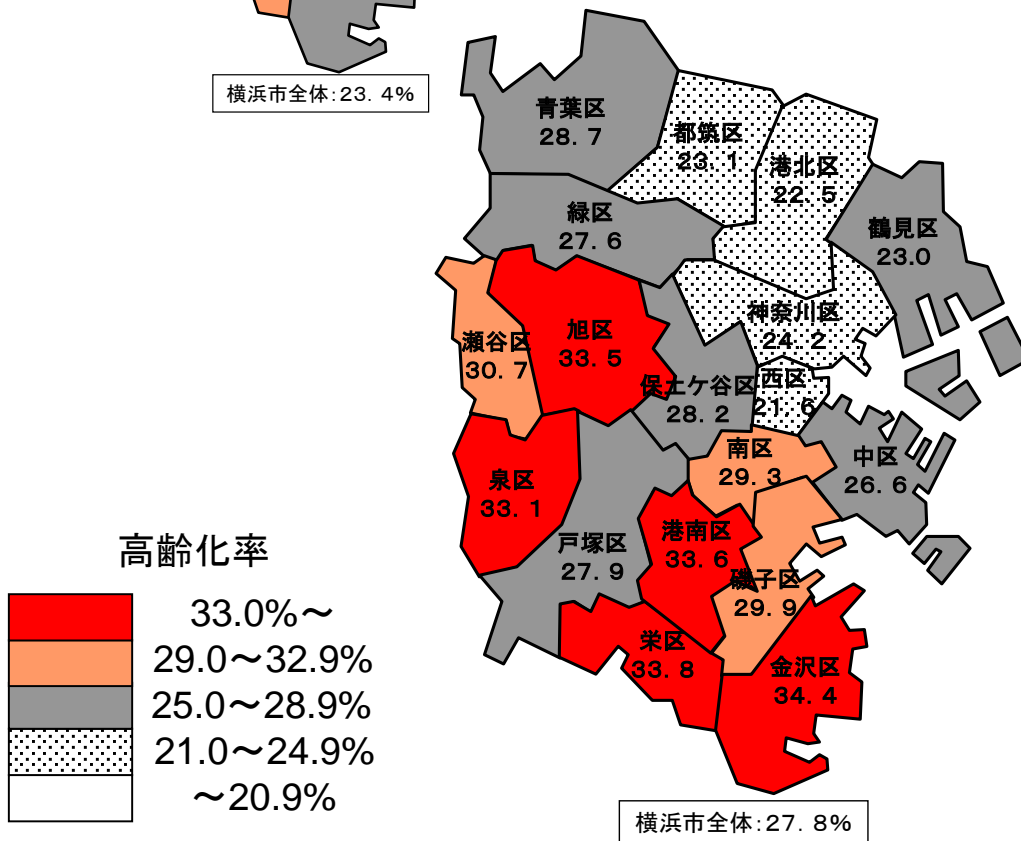 横浜市全体:23. 4%
青葉区
28. 7
都筑区
23. 1
港北区
22. 5
緑区
27. 6
鶴見区
23.0
神奈川区
24. 2
瀬谷区
30. 7
旭区
33. 5
保土ケ谷区
28. 2
西区
21. 6
南区
29. 3
中区
26. 6
泉区
33. 1
戸塚区
27. 9
港南区
33. 6
磯子区
29. 9
栄区
33. 8
金沢区
34. 4
高齢化率
33.0%～
29.0～32.9%
25.0～28.9%
21.0～24.9%
～20.9%
横浜市全体:27. 8%